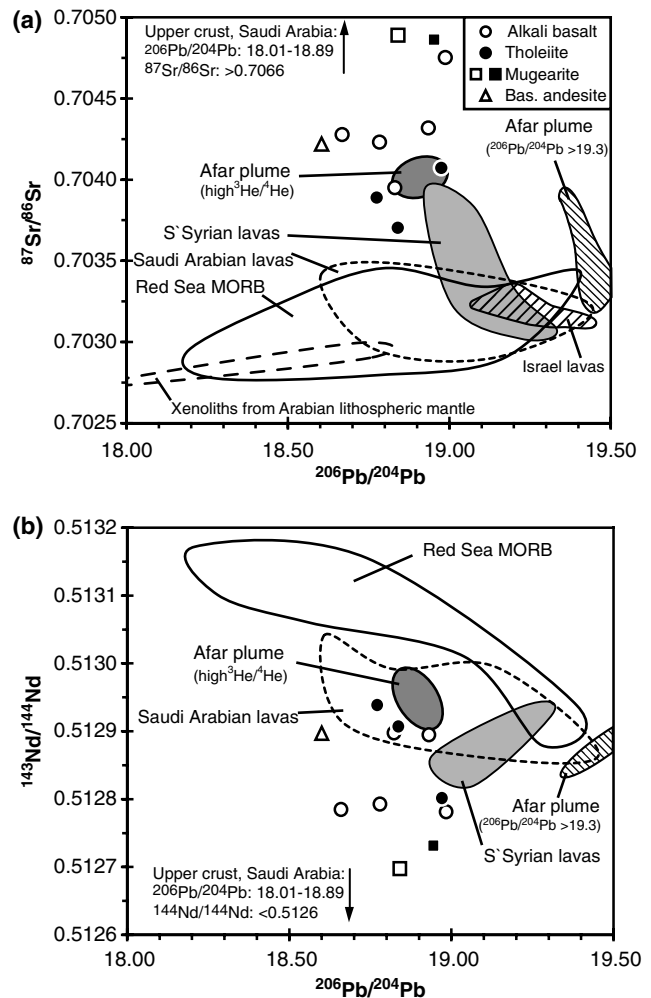 (a)
Upper crust, Saudi Arabia:
206Pb/204Pb: 18.01-18.89
87Sr/86Sr: >0.7066
Alkali basalt
Tholeiite
Mugearite
Bas. andesite
Afar plume
(206Pb/204Pb >19.3)
Afar plume
(high3He/4He)
S`Syrian lavas
Saudi Arabian lavas
Red Sea MORB
Israel lavas
Xenoliths from Arabian lithospheric mantle
0.7050
0.7045
0.7040
0.7035
0.7030
0.7025
87Sr/86Sr
18.00 18.50 19.00 19.50
206Pb/204Pb
(b)
0.5132
0.5131
0.5130
0.5129
0.5128
0.5127
0.5126
143Nd/144Nd
Red Sea MORB
Afar plume
(high3He/4He)
Saudi Arabian lavas
Afar plume
(206Pb/204Pb >19.3)
S`Syrian lavas
Upper crust, Saudi Arabia:
206Pb/204Pb: 18.01-18.89
144Nd/144Nd: <0.5126
18.00 18.50 19.00 19.50
206Pb/204Pb